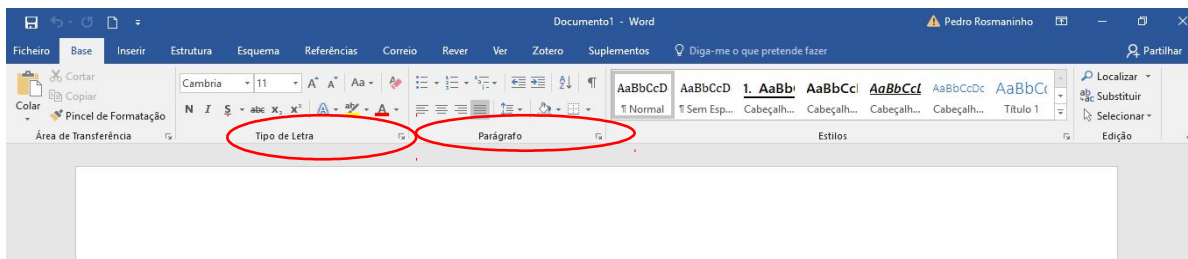 Documento1 - Word
Pedro Rosmaninho
Ficheiro Base Inserir Estrutura Esquema Referências Correio Rever Ver Zotero Suplementos Diga-me o que pretende fazer Partilhar
Colar
Cortar
Copiar
Pincel de Formatação
Área de Transferência
Cambria 11 A A Aa
N I S abc x₂ x² A aby A
Tipo de Letra
Parágrafo
AaBbCcD AaBbCcD 1. AaBb AaBbCc AaBbCcL AaBbCcDc AaBbC
¶ Normal ¶ Sem Esp... Cabeçalh... Cabeçalh... Cabeçalh... Cabeçalh... Título 1
Estilos
Localizar
Substituir
Selecionar
Edição